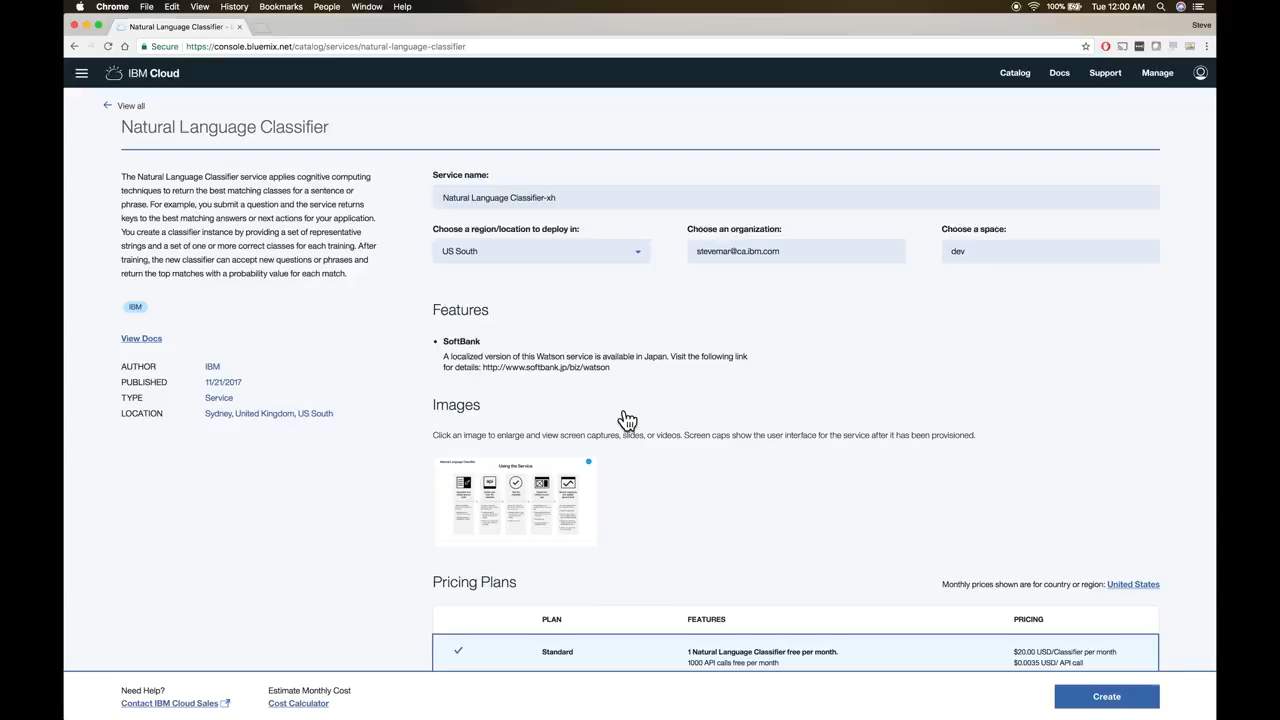 Chrome File Edit View History Bookmarks People Window Help
100% Tue 12:00 AM
Natural Language Classifier - i
Steve
Secure https://console.bluemix.net/catalog/services/natural-language-classifier
IBM Cloud
Catalog Docs Support Manage
View all
Natural Language Classifier
The Natural Language Classifier service applies cognitive computing
techniques to return the best matching classes for a sentence or
phrase. For example, you submit a question and the service returns
keys to the best matching answers or next actions for your application.
You create a classifier instance by providing a set of representative
strings and a set of one or more correct classes for each training. After
training, the new classifier can accept new questions or phrases and
return the top matches with a probability value for each match.
IBM
View Docs
AUTHOR IBM
PUBLISHED 11/21/2017
TYPE Service
LOCATION Sydney, United Kingdom, US South
Service name:
Natural Language Classifier-xh
Choose a region/location to deploy in: Choose an organization: Choose a space:
US South stevemar@ca.ibm.com dev
Features
• SoftBank
A localized version of this Watson service is available in Japan. Visit the following link
for details: http://www.softbank.jp/biz/watson
Images
Click an image to enlarge and view screen captures, slides, or videos. Screen caps show the user interface for the service after it has been provisioned.
Natural Language Classifier
Using the Service
Pricing Plans
Monthly prices shown are for country or region: United States
PLAN FEATURES PRICING
Standard 1 Natural Language Classifier free per month. $20.00 USD/Classifier per month
1000 API calls free per month $0.0035 USD/ API call
Need Help? Estimate Monthly Cost
Contact IBM Cloud Sales Cost Calculator
Create